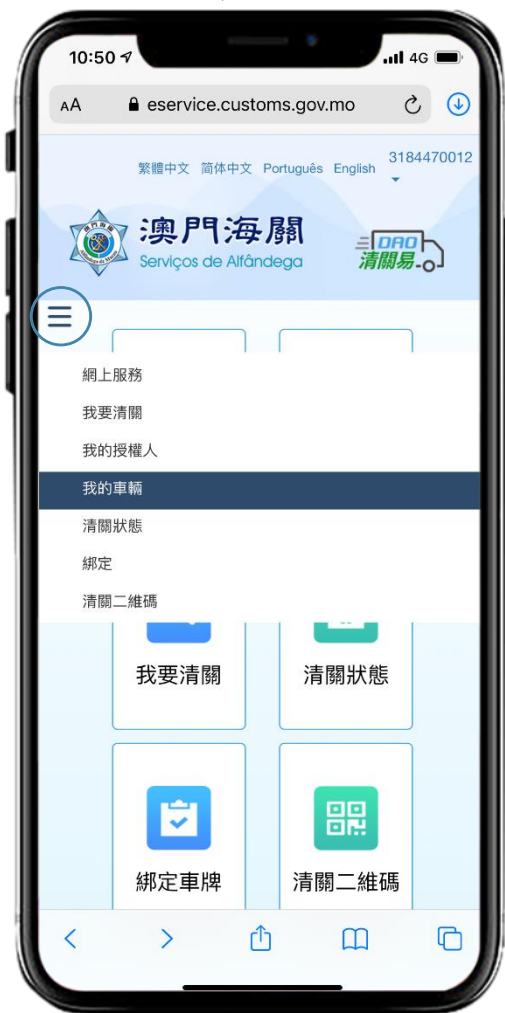 10:50
4G
AA eservice.customs.gov.mo
繁體中文 简体中文 Português English 3184470012
澳門海關
Serviços de Alfândega
DAO
清關易
網上服務
我要清關
我的授權人
我的車輛
清關狀態
綁定
清關二維碼
我要清關 清關狀態
綁定車牌 清關二維碼